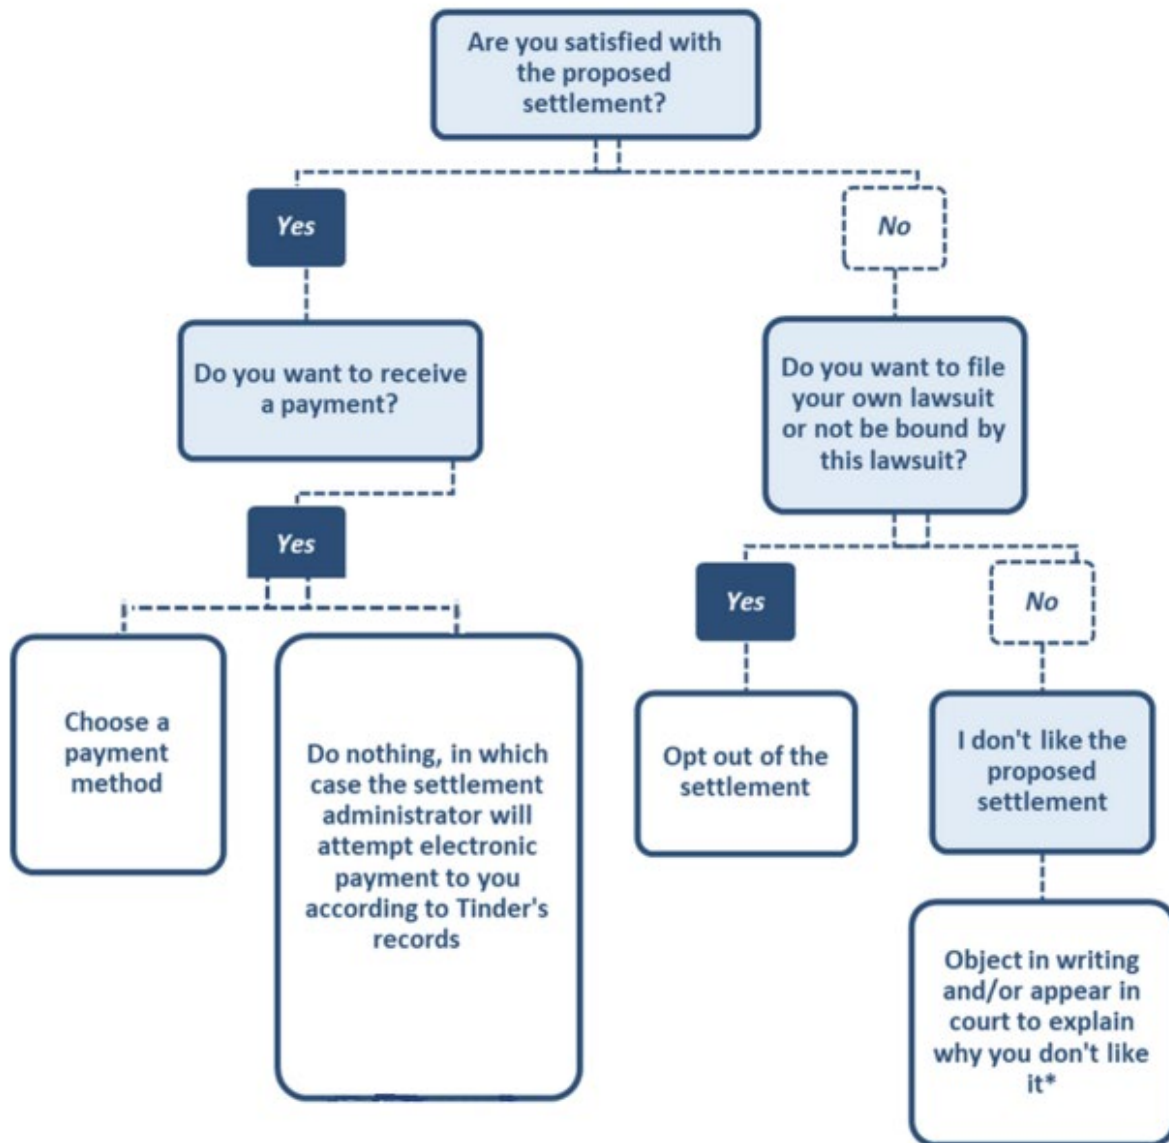 Are you satisfied with
the proposed
settlement?
Yes
No
Do you want to receive
a payment?
Do you want to file
your own lawsuit
or not be bound by
this lawsuit?
Yes
Yes
No
Choose a
payment
method
Do nothing, in which
case the settlement
administrator will
attempt electronic
payment to you
according to Tinder's
records
Opt out of the
settlement
I don't like the
proposed
settlement
Object in writing
and/or appear in
court to explain
why you don't like
it*